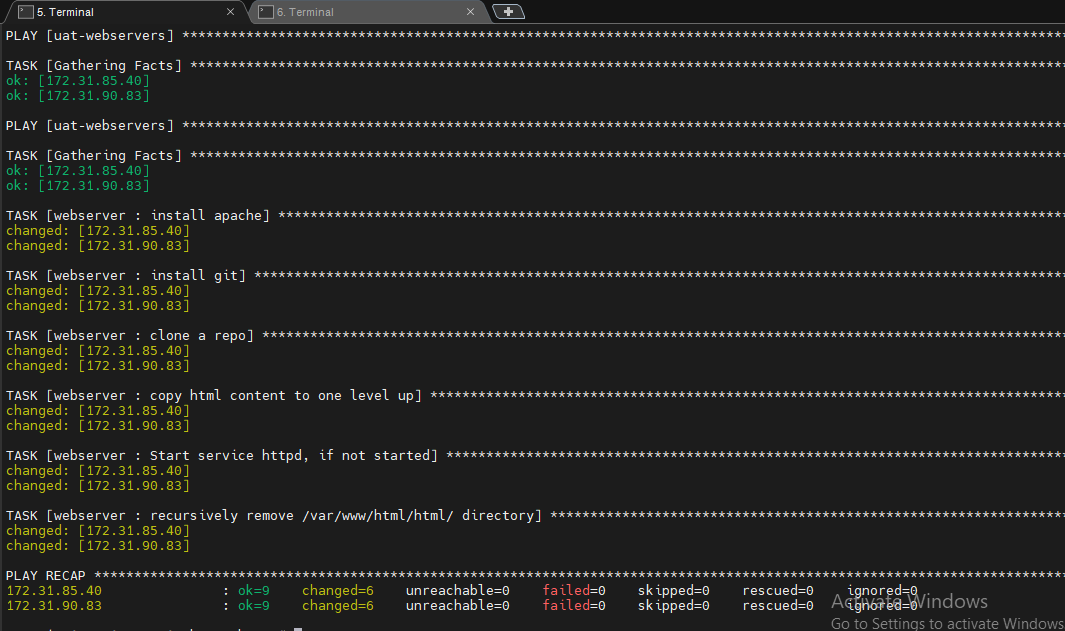 5. Terminal
6. Terminal
PLAY [uat-webservers] **************************************************************************************************************
TASK [Gathering Facts] *************************************************************************************************************
ok: [172.31.85.40]
ok: [172.31.90.83]
PLAY [uat-webservers] **************************************************************************************************************
TASK [Gathering Facts] *************************************************************************************************************
ok: [172.31.85.40]
ok: [172.31.90.83]
TASK [webserver : install apache] **************************************************************************************************
changed: [172.31.85.40]
changed: [172.31.90.83]
TASK [webserver : install git] *****************************************************************************************************
changed: [172.31.85.40]
changed: [172.31.90.83]
TASK [webserver : clone a repo] ****************************************************************************************************
changed: [172.31.85.40]
changed: [172.31.90.83]
TASK [webserver : copy html content to one level up] *******************************************************************************
changed: [172.31.85.40]
changed: [172.31.90.83]
TASK [webserver : Start service httpd, if not started] *****************************************************************************
changed: [172.31.85.40]
changed: [172.31.90.83]
TASK [webserver : recursively remove /var/www/html/html/ directory] ****************************************************************
changed: [172.31.85.40]
changed: [172.31.90.83]
PLAY RECAP *************************************************************************************************************************
172.31.85.40 : ok=9 changed=6 unreachable=0 failed=0 skipped=0 rescued=0 ignored=0
172.31.90.83 : ok=9 changed=6 unreachable=0 failed=0 skipped=0 rescued=0 ignored=0
Activate Windows
Go to Settings to activate Windows